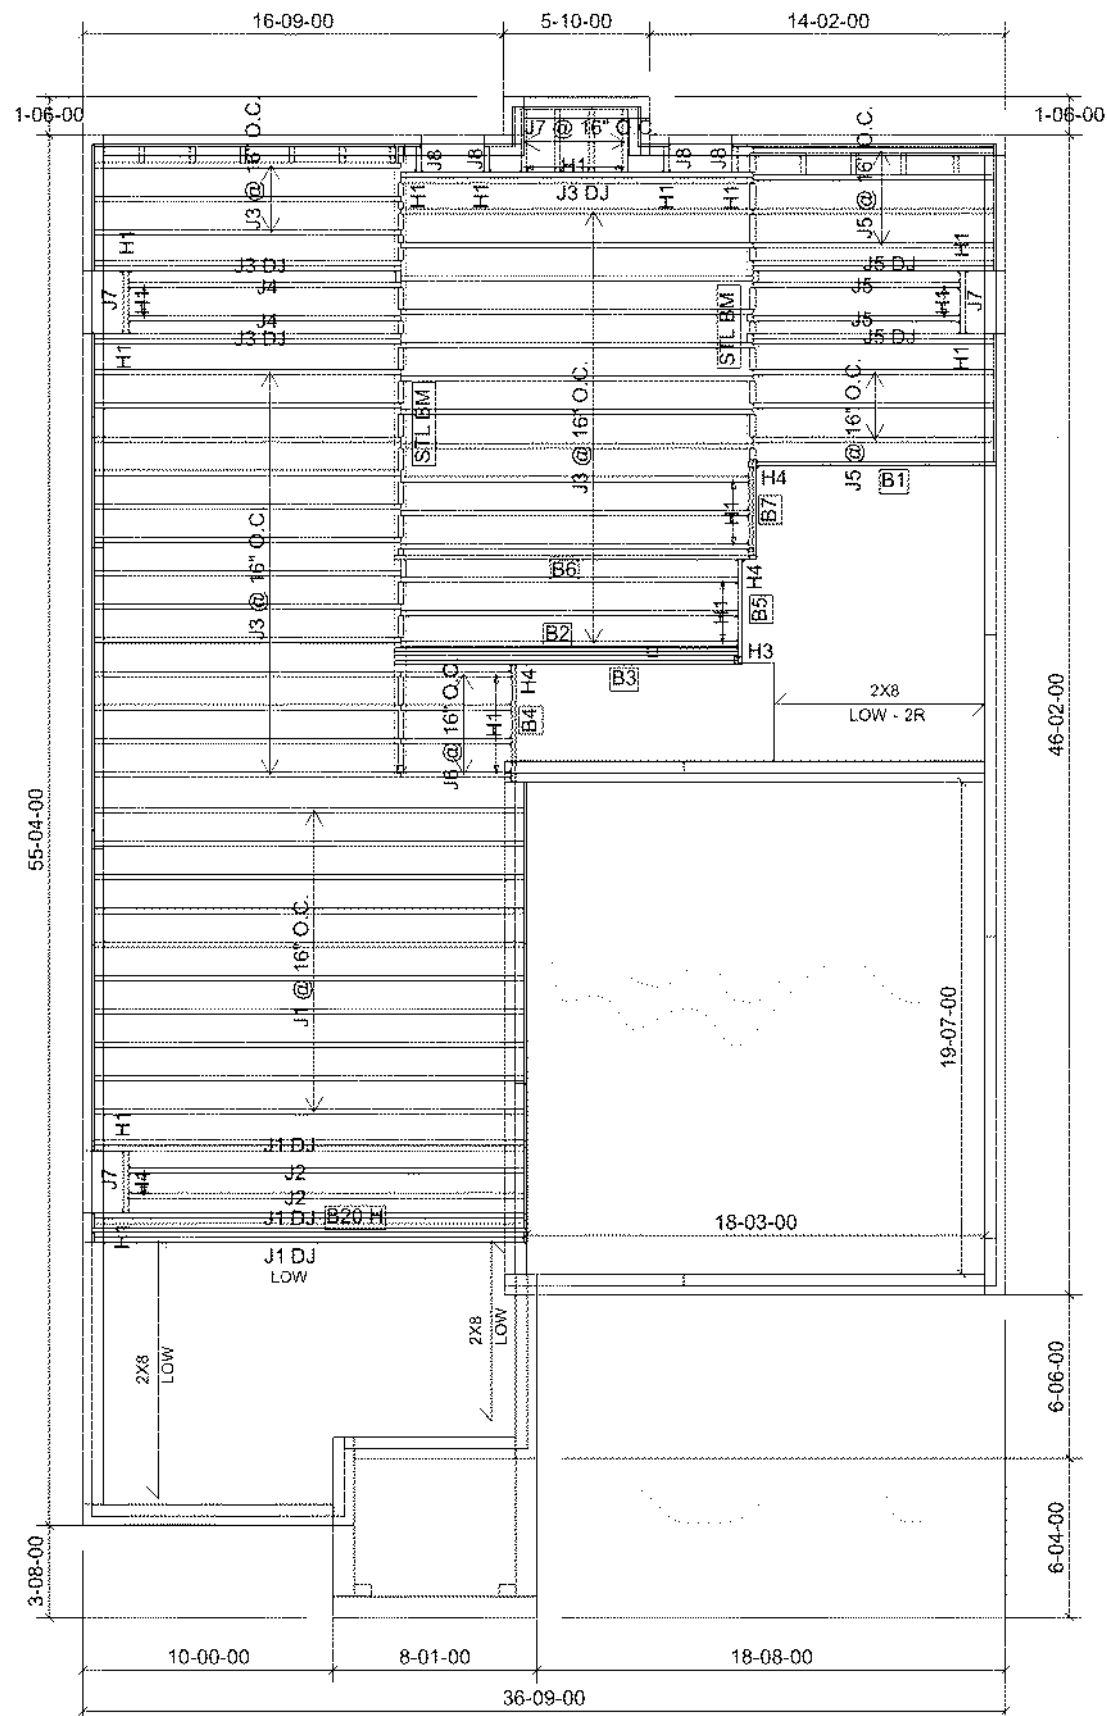 16-09-00
5-10-00
14-02-00
1-06-00
1-06-00
J7 @ 16" O.C.
J3 @ 16" O.C.
J8
J8
H1
J8
J8
J5 @ 16" O.C.
H1
H1
J3 DJ
H1
H1
H1
J3 DJ
J4
J7
H1
J4
J3 DJ
H1
H1
J5 DJ
J5
H1
J7
J5
J5 DJ
H1
STL BM
STL BM
J3 @ 16" O.C.
J5 @ 16" O.C.
B1
H4
B7
H1
B6
H4
B5
H1
B2
H3
B3
J3 @ 16" O.C.
J6 @ 16" O.C.
H1
H4
B4
2X8
LOW - 2R
46-02-00
55-04-00
J1 @ 16" O.C.
19-07-00
H1
J1 DJ
J7
H4
J2
J2
J1 DJ
B20 H
H1
J1 DJ
LOW
18-03-00
2X8
LOW
2X8
LOW
6-06-00
6-04-00
3-08-00
10-00-00
8-01-00
18-08-00
36-09-00